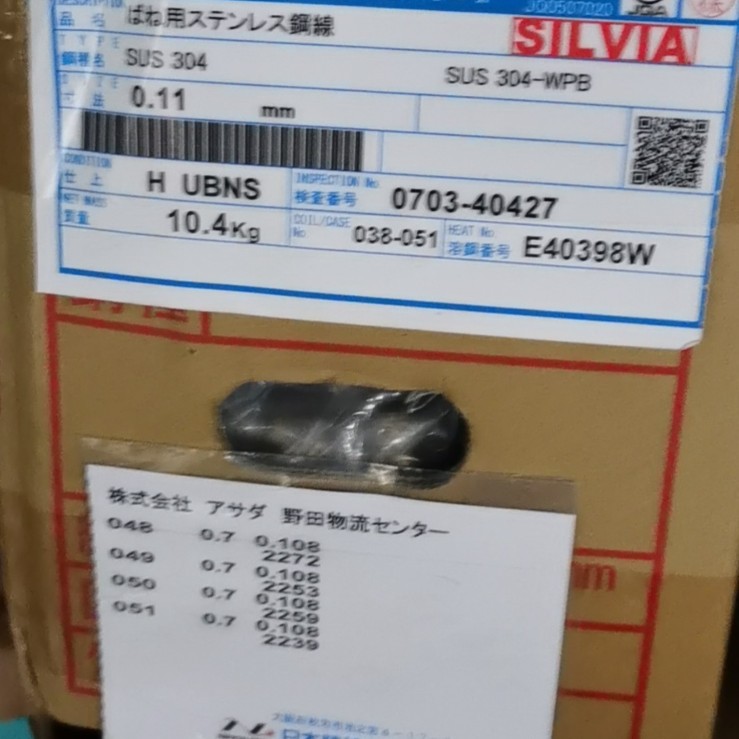 JQ0507020
品名 ばね用ステンレス鋼線
SILVIA
TYPE
鋼種名 SUS 304
SUS 304-WPB
寸法 0.11 mm
CONDITION
仕上 H UBNS
INSPECTION No
検査番号 0703-40427
NET MASS
質量 10.4Kg
COIL/CASE
No 038-051
HEAT No
溶鋼番号 E40398W
株式会社 アサダ 野田物流センター
048 0.7 0.108
2272
049 0.7 0.108
2253
050 0.7 0.108
2259
051 0.7 0.108
2239
mm
日本